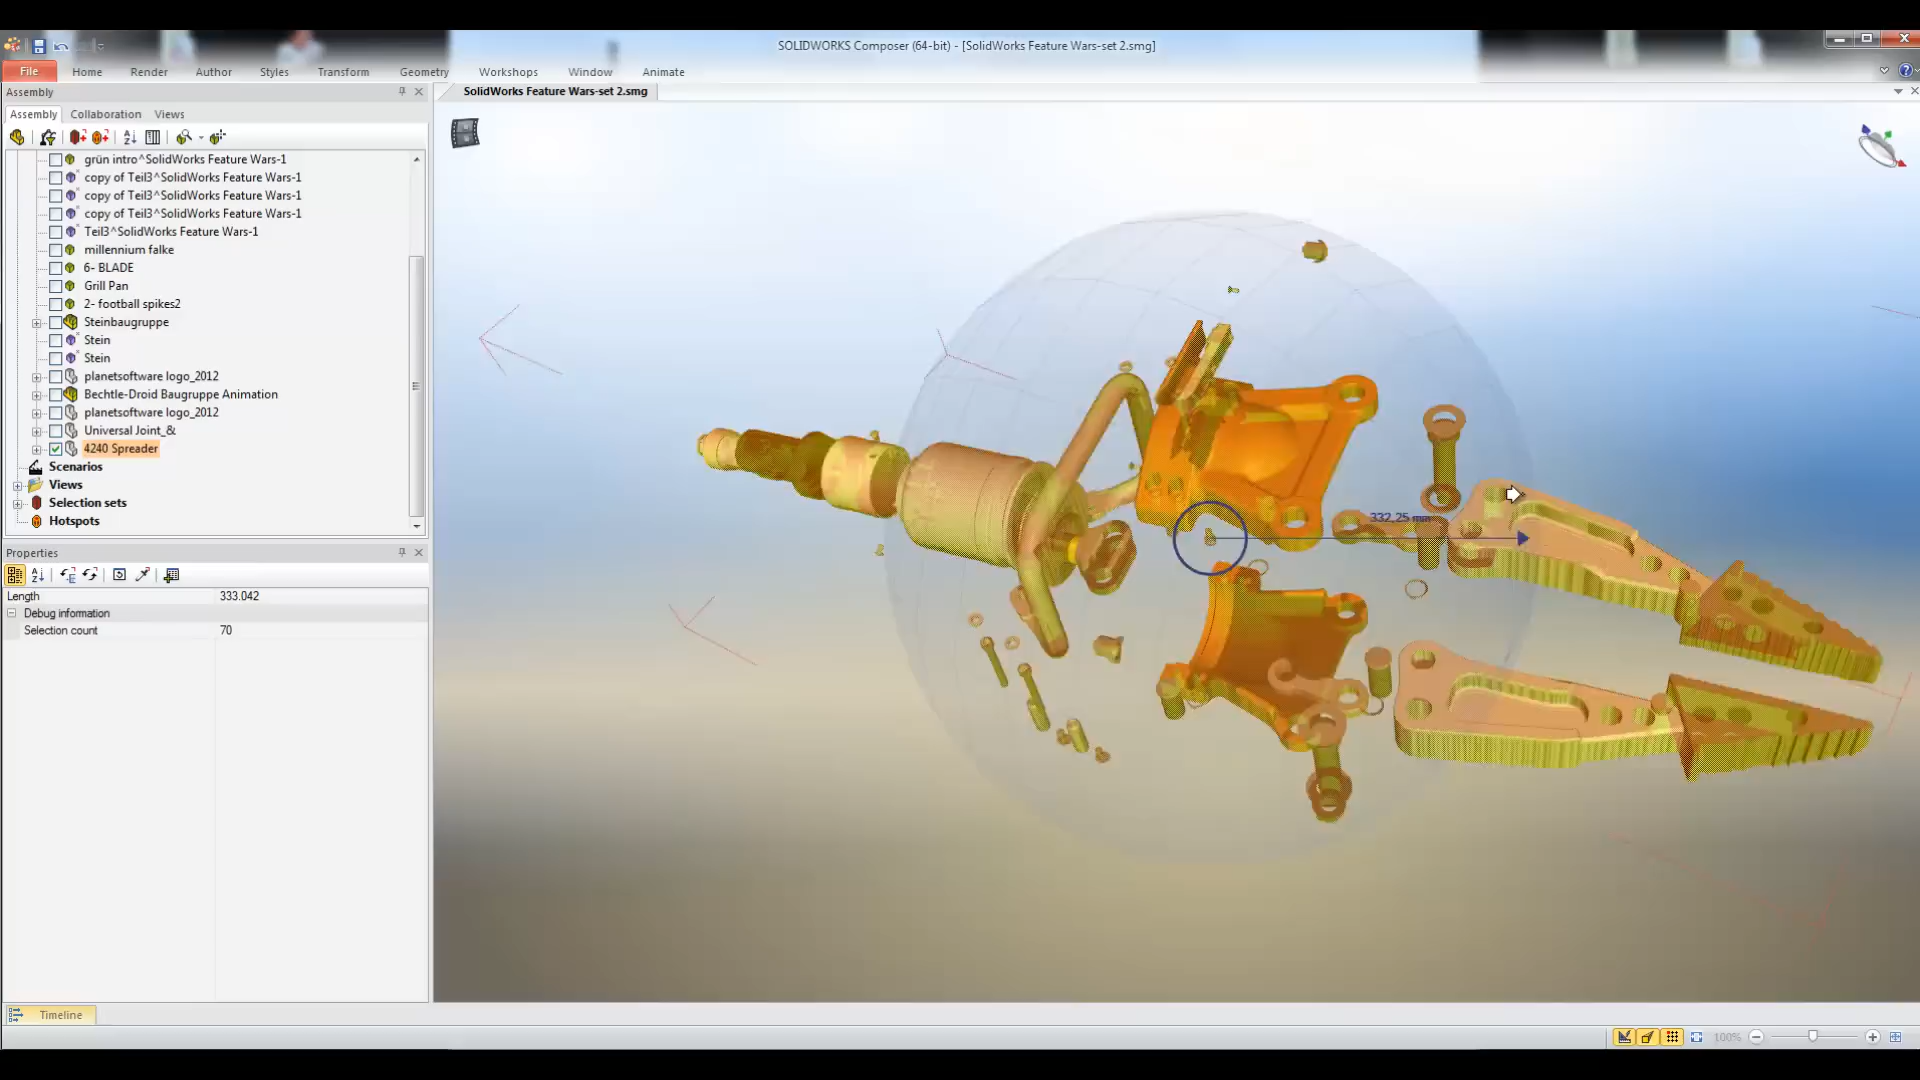 SOLIDWORKS Composer (64-bit) - [SolidWorks Feature Wars-set 2.smg]
File Home Render Author Styles Transform Geometry Workshops Window Animate
Assembly
SolidWorks Feature Wars-set 2.smg
Assembly Collaboration Views
grün intro^SolidWorks Feature Wars-1
copy of Teil3^SolidWorks Feature Wars-1
copy of Teil3^SolidWorks Feature Wars-1
copy of Teil3^SolidWorks Feature Wars-1
Teil3^SolidWorks Feature Wars-1
millennium falke
6- BLADE
Grill Pan
2- football spikes2
Steinbaugruppe
Stein
Stein
planetsoftware logo_2012
Bechtle-Droid Baugruppe Animation
planetsoftware logo_2012
Universal Joint_&
4240 Spreader
Scenarios
Views
Selection sets
Hotspots
332,25 mm
Properties
Length 333.042
Debug information
Selection count 70
Timeline
100%